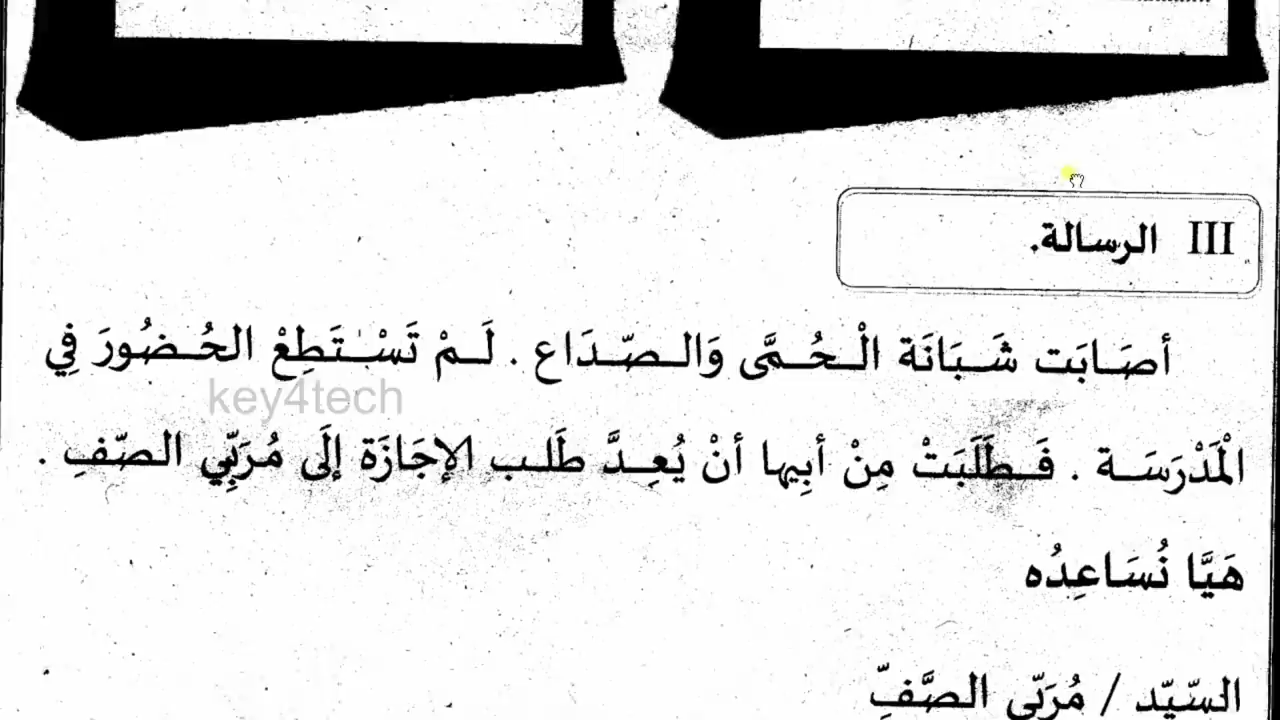 III الرسالة.
أصَابَت شَبَانَة الْحُمَّى وَالصّدَاع . لَمْ تَسْتَطِعْ الحُضُورَ فِي
key4tech
الْمَدْرَسَة . فَطَلَبَتْ مِنْ أبِيها أنْ يُعِدَّ طَلب الإجَازَة إلَى مُرَبِّي الصّفِ .
هَيَّا نُسَاعِدُه
السّيّد / مُرَبّي الصَّفِّ